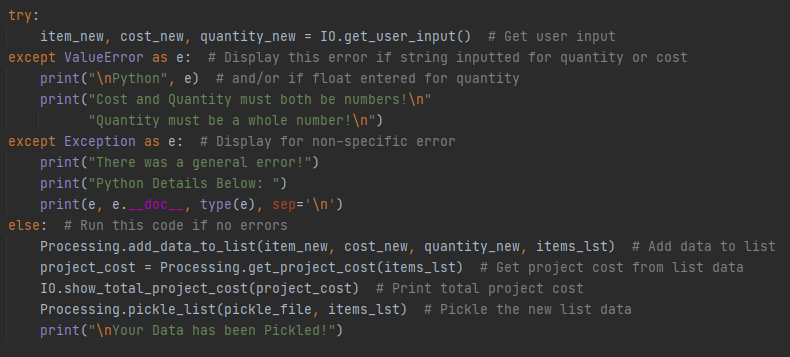 try:
    item_new, cost_new, quantity_new = IO.get_user_input()  # Get user input
except ValueError as e:  # Display this error if string inputted for quantity or cost
    print("\nPython", e)  # and/or if float entered for quantity
    print("Cost and Quantity must both be numbers!\n"
          "Quantity must be a whole number!\n")
except Exception as e:  # Display for non-specific error
    print("There was a general error!")
    print("Python Details Below: ")
    print(e, e.__doc__, type(e), sep='\n')
else:  # Run this code if no errors
    Processing.add_data_to_list(item_new, cost_new, quantity_new, items_lst)  # Add data to list
    project_cost = Processing.get_project_cost(items_lst)  # Get project cost from list data
    IO.show_total_project_cost(project_cost)  # Print total project cost
    Processing.pickle_list(pickle_file, items_lst)  # Pickle the new list data
    print("\nYour Data has been Pickled!")